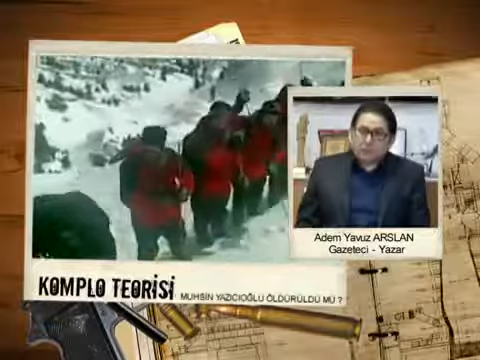 Adem Yavuz ARSLAN
Gazeteci - Yazar
KOMPLO TEORİSİ
MUHSİN YAZICIOĞLU ÖLDÜRÜLDÜ MÜ ?